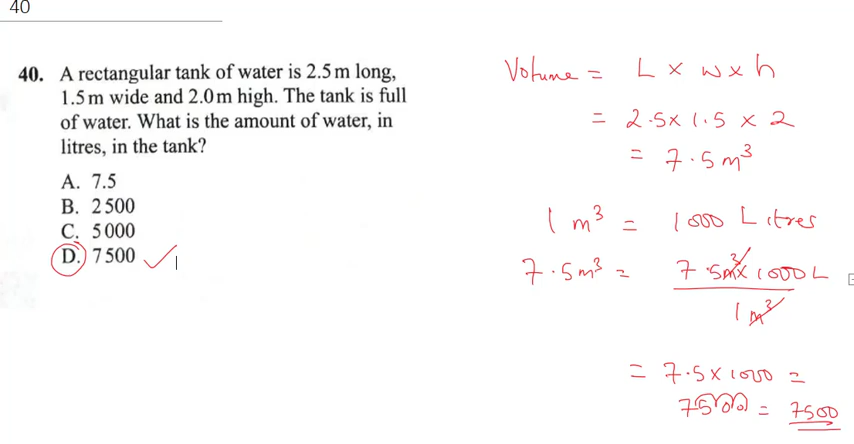 40
40. A rectangular tank of water is 2.5 m long,
1.5 m wide and 2.0 m high. The tank is full
of water. What is the amount of water, in
litres, in the tank?
A. 7.5
B. 2 500
C. 5 000
D. 7 500
Volume = L × w × h
= 2.5 × 1.5 × 2
= 7.5 m³
1 m³ = 1000 Litres
7.5 m³ = 7.5 m³ × 1000 L
1 m³
= 7.5 × 1000 =
= 7500